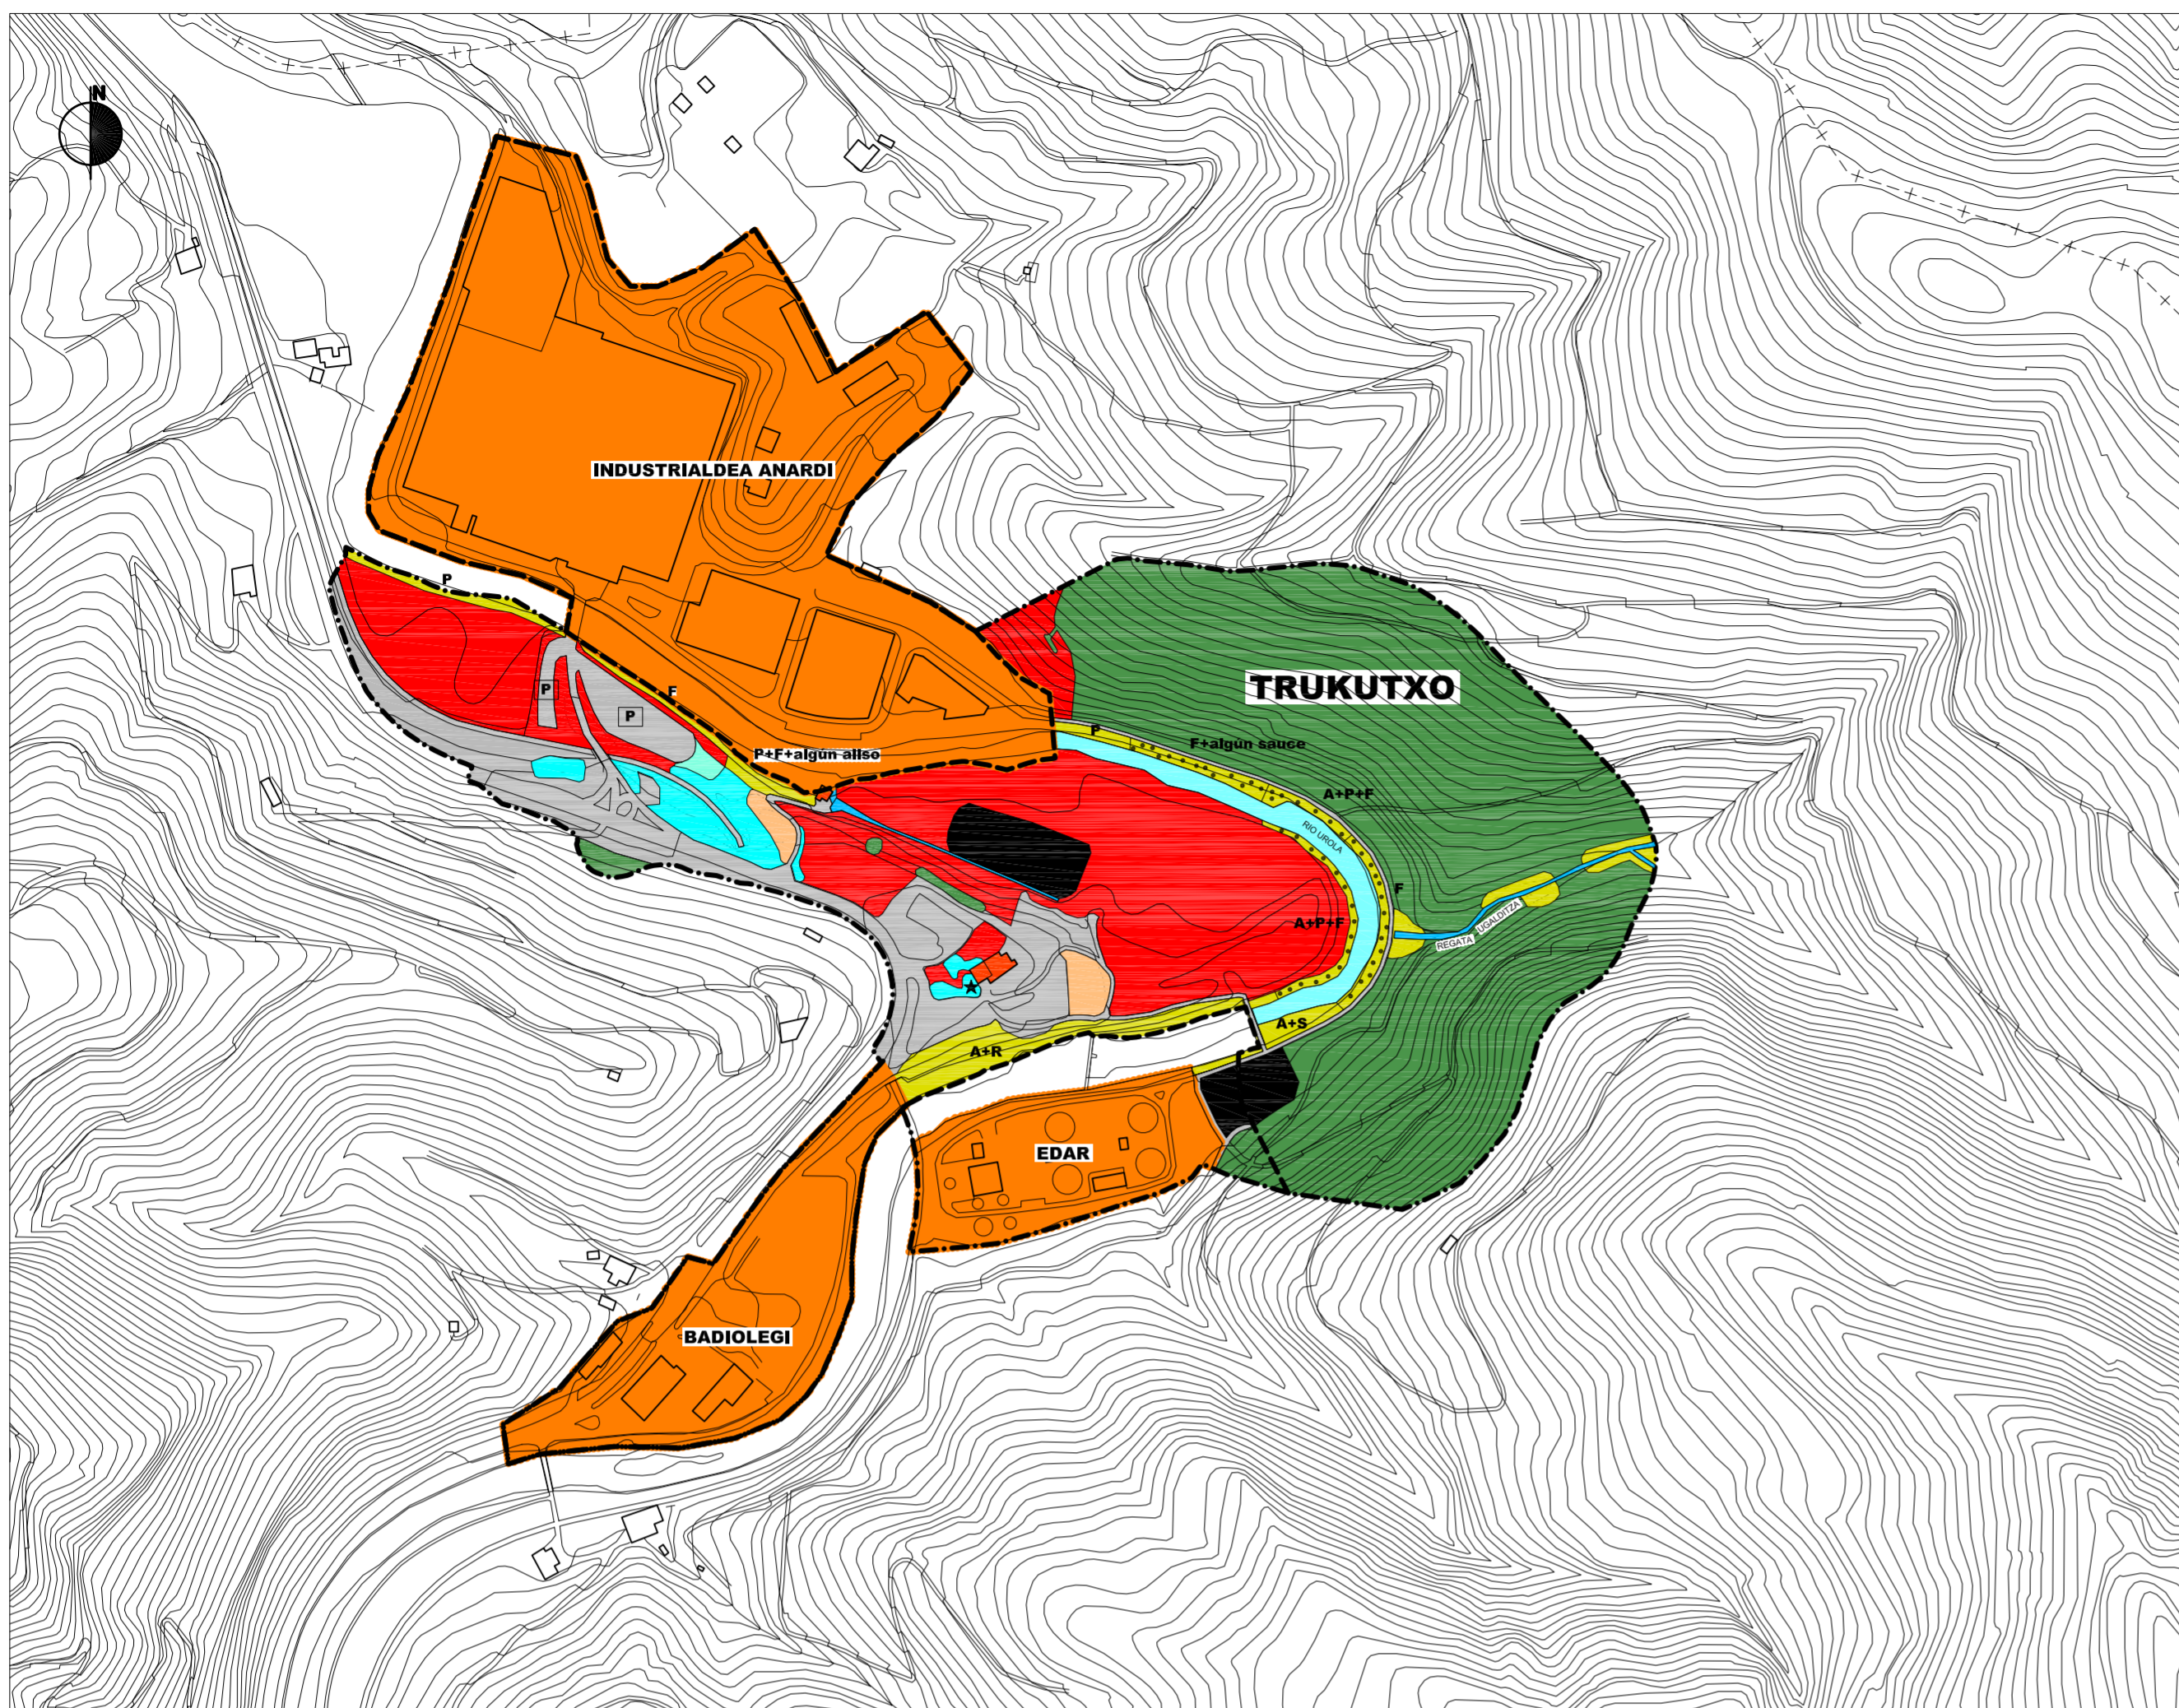 N
INDUSTRIALDEA ANARDI
P
TRUKUTXO
P
F
P
P
F+algún sauce
P+F+algún aliso
A+P+F
RIO UROLA
F
A+P+F
REGATA UGALDITZA
A+S
A+R
EDAR
BADIOLEGI